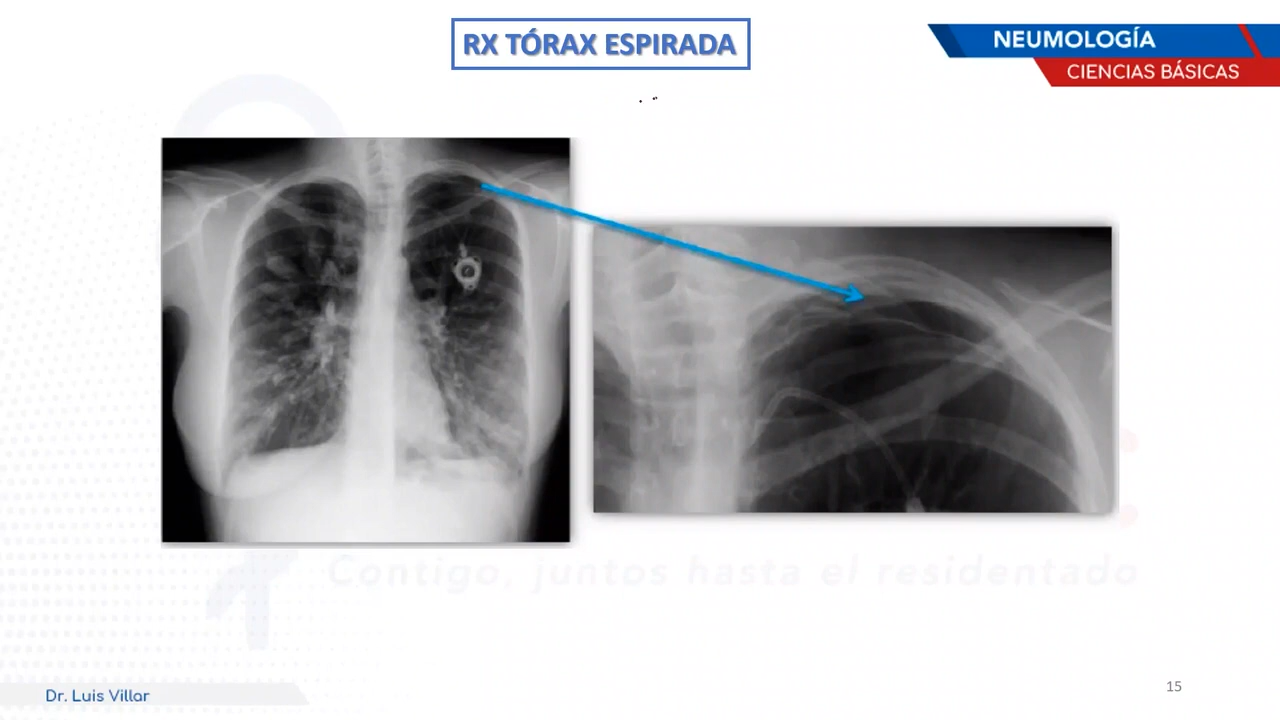 RX TÓRAX ESPIRADA
NEUMOLOGÍA
CIENCIAS BÁSICAS
Contigo, juntos hasta el residentado
Dr. Luis Villar
15